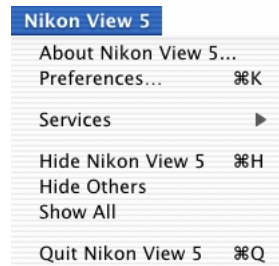 Nikon View 5
About Nikon View 5...
Preferences... ⌘K
Services ▶
Hide Nikon View 5 ⌘H
Hide Others
Show All
Quit Nikon View 5 ⌘Q